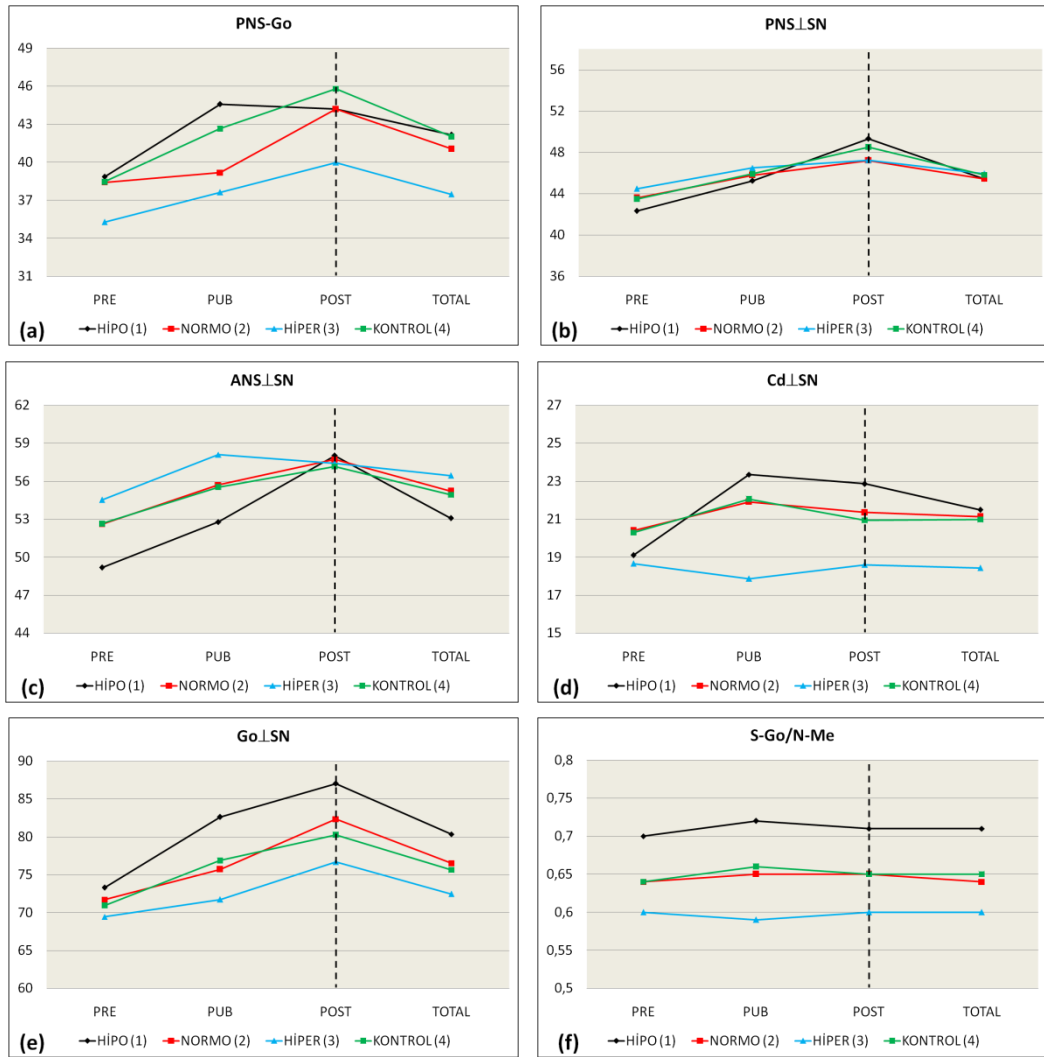 PNS-Go
49
46
43
40
37
34
31
PRE PUB POST TOTAL
(a)
HİPO (1) NORMO (2) HİPER (3) KONTROL (4)
PNS⊥SN
56
52
48
44
40
36
PRE PUB POST TOTAL
(b)
HİPO (1) NORMO (2) HİPER (3) KONTROL (4)
ANS⊥SN
62
59
56
53
50
47
44
PRE PUB POST TOTAL
(c)
HİPO (1) NORMO (2) HİPER (3) KONTROL (4)
Cd⊥SN
27
25
23
21
19
17
15
PRE PUB POST TOTAL
(d)
HİPO (1) NORMO (2) HİPER (3) KONTROL (4)
Go⊥SN
90
85
80
75
70
65
60
PRE PUB POST TOTAL
(e)
HİPO (1) NORMO (2) HİPER (3) KONTROL (4)
S-Go/N-Me
0,8
0,75
0,7
0,65
0,6
0,55
0,5
PRE PUB POST TOTAL
(f)
HİPO (1) NORMO (2) HİPER (3) KONTROL (4)